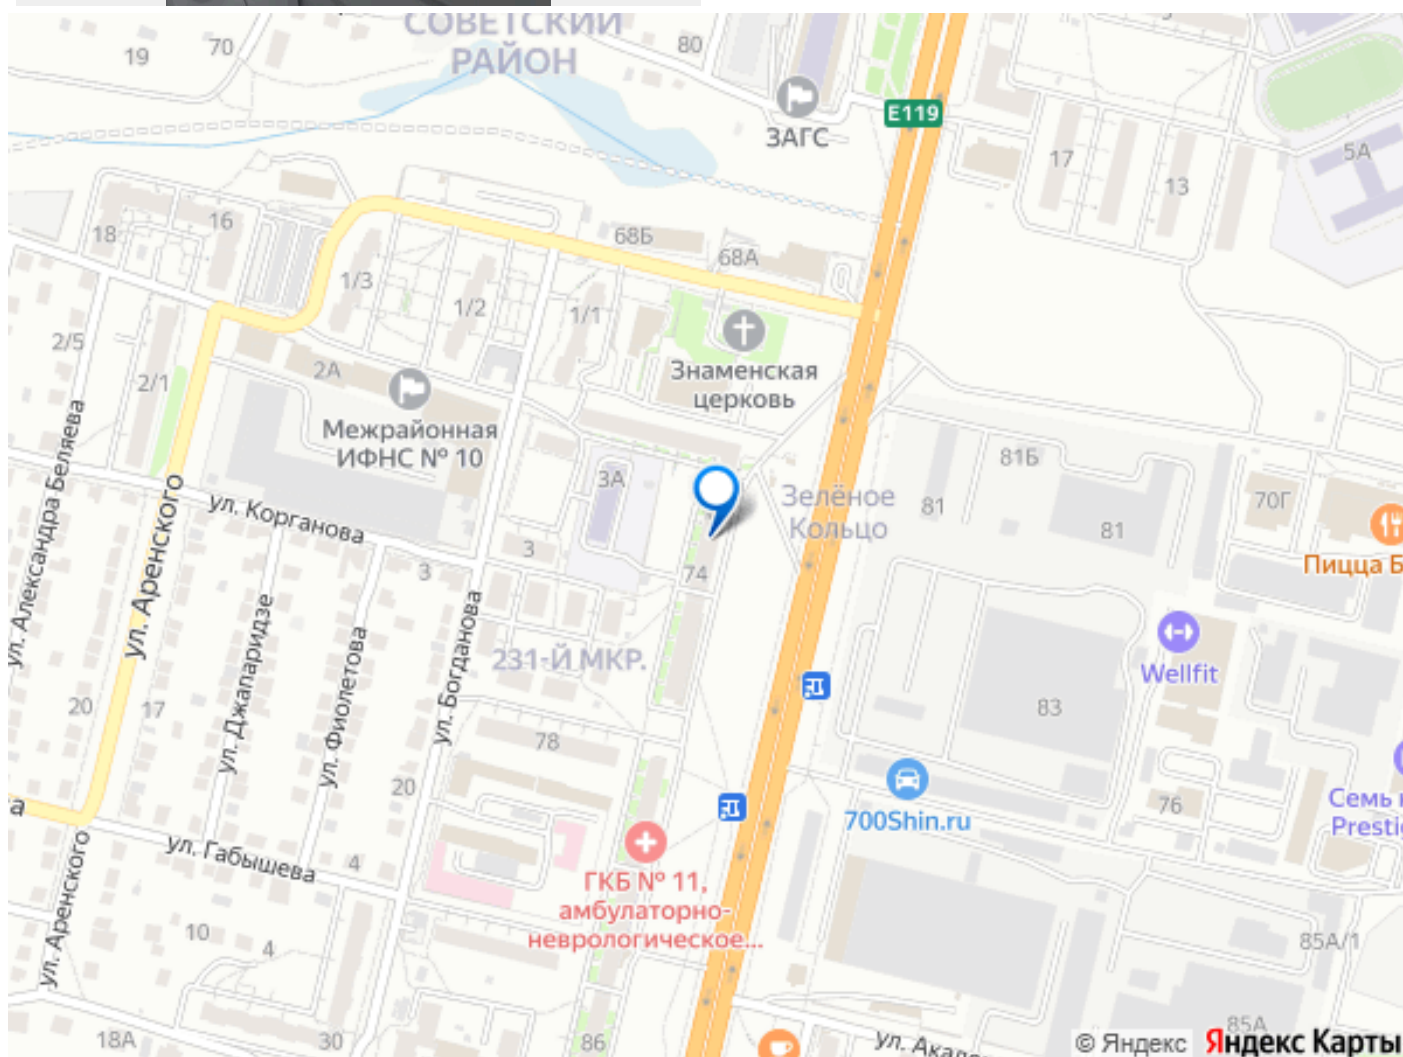 СОВЕТСКИЙ
РАЙОН
19
70
80
ЗАГС
E119
17
13
5А
18
16
68Б
68А
1/3
1/2
1/1
2/5
2/1
2А
Знаменская
церковь
Межрайонная
ИФНС № 10
ул. Александра Беляева
ул. Аренского
ул. Корганова
3А
3
3
74
Зелёное
Кольцо
81Б
81
81
70Г
Пицца Б
ул. Джапаридзе
ул. Фиолетова
ул. Богданова
231-Й МКР.
Wellfit
83
20
17
78
20
700Shin.ru
76
Семь
Presti
а
ул. Габышева
4
ул. Аренского
ГКБ № 11,
амбулаторно-
неврологическое...
10
4
85А/1
18А
30
86
85А
ул. Акад
© Яндекс Яндекс Карты